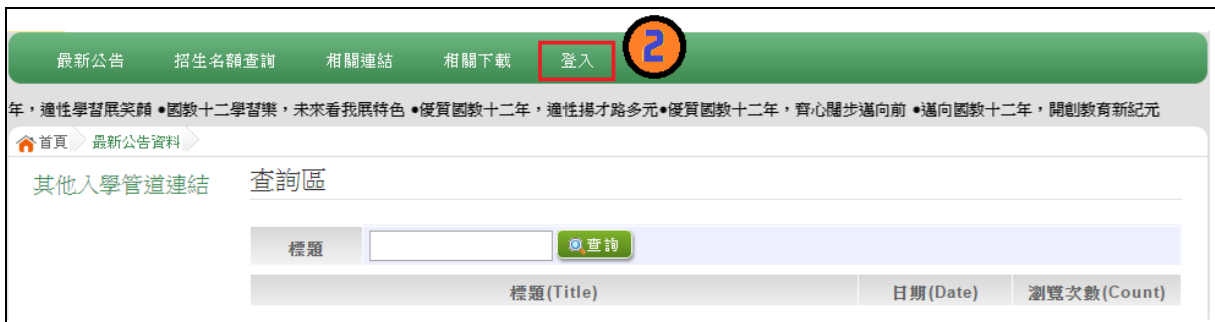 最新公告 招生名額查詢 相關連結 相關下載 登入 2
年，適性學習展笑顏 ●國教十二學習樂，未來看我展特色 ●優質國教十二年，適性揚才路多元●優質國教十二年，齊心闊步邁向前 ●邁向國教十二年，開創教育新紀元
首頁 最新公告資料
其他入學管道連結 查詢區
標題 查詢
標題(Title) 日期(Date) 瀏覽次數(Count)